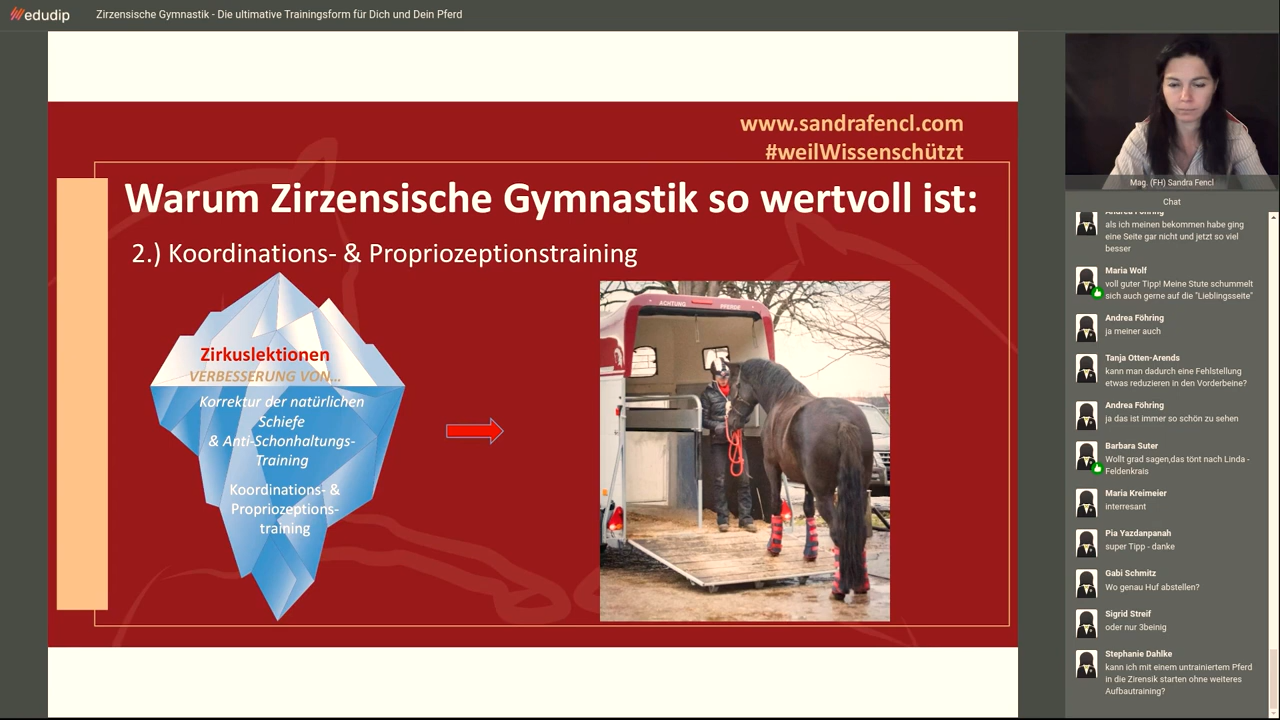 edudip
Zirzensische Gymnastik - Die ultimative Trainingsform für Dich und Dein Pferd
www.sandrafencl.com
#weilWissenschützt
Warum Zirzensische Gymnastik so wertvoll ist:
2.) Koordinations- & Propriozeptionstraining
Zirkuslektionen
VERBESSERUNG VON...
Korrektur der natürlichen
Schiefe
& Anti-Schonhaltungs-
Training
Koordinations- &
Propriozeptions-
training
ACHTUNG PFERDE
Mag. (FH) Sandra Fencl
Chat
Andrea Föhring
als ich meinen bekommen habe ging
eine Seite gar nicht und jetzt so viel
besser
Maria Wolf
voll guter Tipp! Meine Stute schummelt
sich auch gerne auf die "Lieblingsseite"
Andrea Föhring
ja meiner auch
Tanja Otten-Arends
kann man dadurch eine Fehlstellung
etwas reduzieren in den Vorderbeine?
Andrea Föhring
ja das ist immer so schön zu sehen
Barbara Suter
Wollt grad sagen,das tönt nach Linda -
Feldenkrais
Maria Kreimeier
interresant
Pia Yazdanpanah
super Tipp - danke
Gabi Schmitz
Wo genau Huf abstellen?
Sigrid Streif
oder nur 3beinig
Stephanie Dahlke
kann ich mit einem untrainiertem Pferd
in die Zirensik starten ohne weiteres
Aufbautraining?